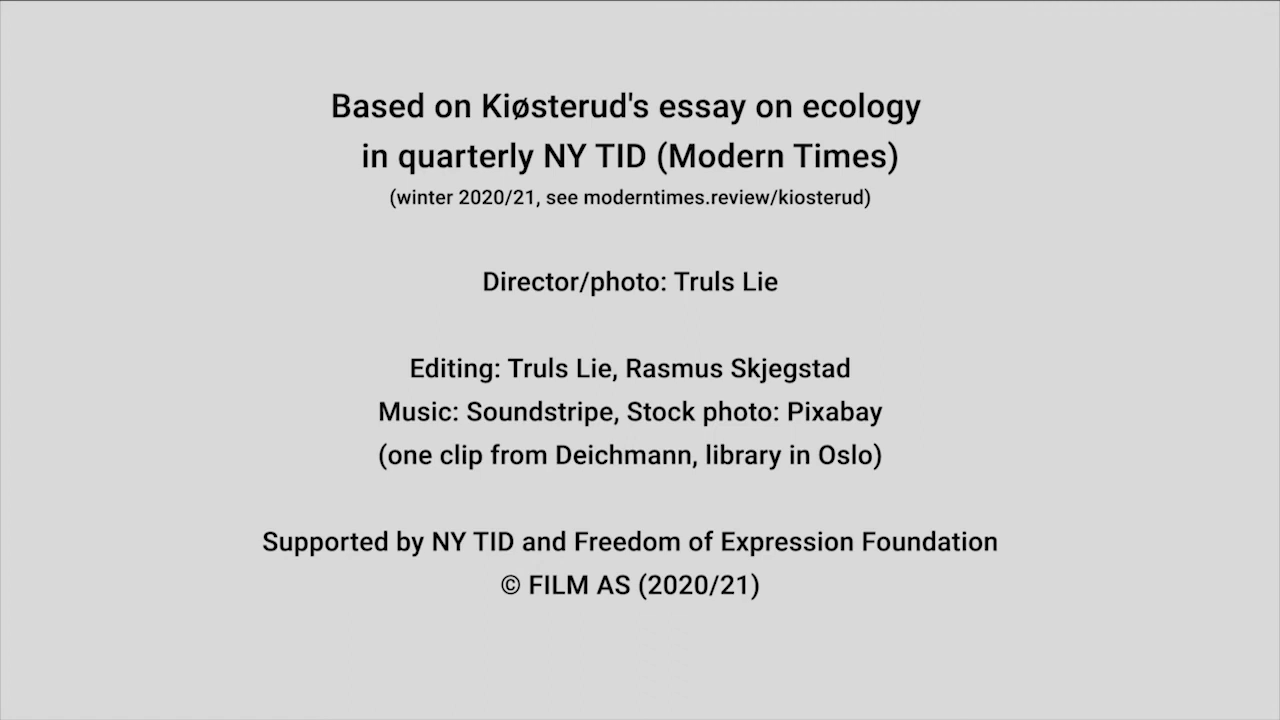 Based on Kiøsterud's essay on ecology
in quarterly NY TID (Modern Times)
(winter 2020/21, see moderntimes.review/kiosterud)
Director/photo: Truls Lie
Editing: Truls Lie, Rasmus Skjegstad
Music: Soundstripe, Stock photo: Pixabay
(one clip from Deichmann, library in Oslo)
Supported by NY TID and Freedom of Expression Foundation
© FILM AS (2020/21)